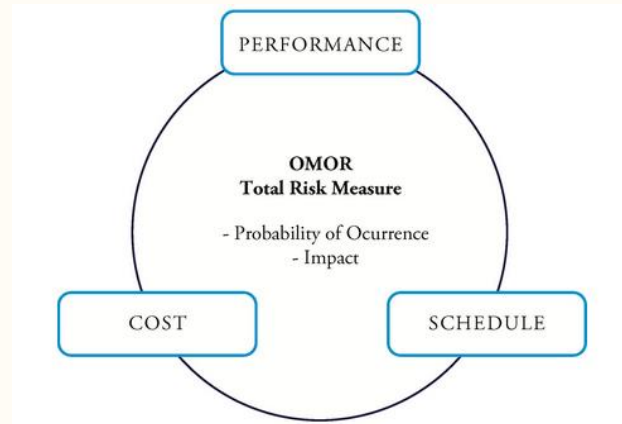 PERFORMANCE
OMOR
Total Risk Measure
- Probability of Ocurrence
- Impact
COST
SCHEDULE